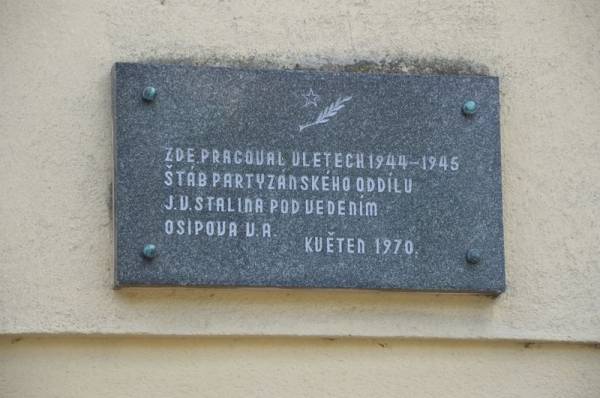 ZDE PRACOVAL V LETECH 1944-1945
ŠTÁB PARTYZÁNSKÉHO ODDÍLU
J.V. STALINA POD VEDENÍM
OSIPOVA V.A.
KVĚTEN 1970.